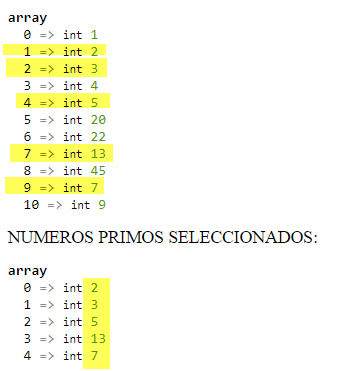 array
0 => int 1
1 => int 2
2 => int 3
3 => int 4
4 => int 5
5 => int 20
6 => int 22
7 => int 13
8 => int 45
9 => int 7
10 => int 9
NUMEROS PRIMOS SELECCIONADOS:
array
0 => int 2
1 => int 3
2 => int 5
3 => int 13
4 => int 7